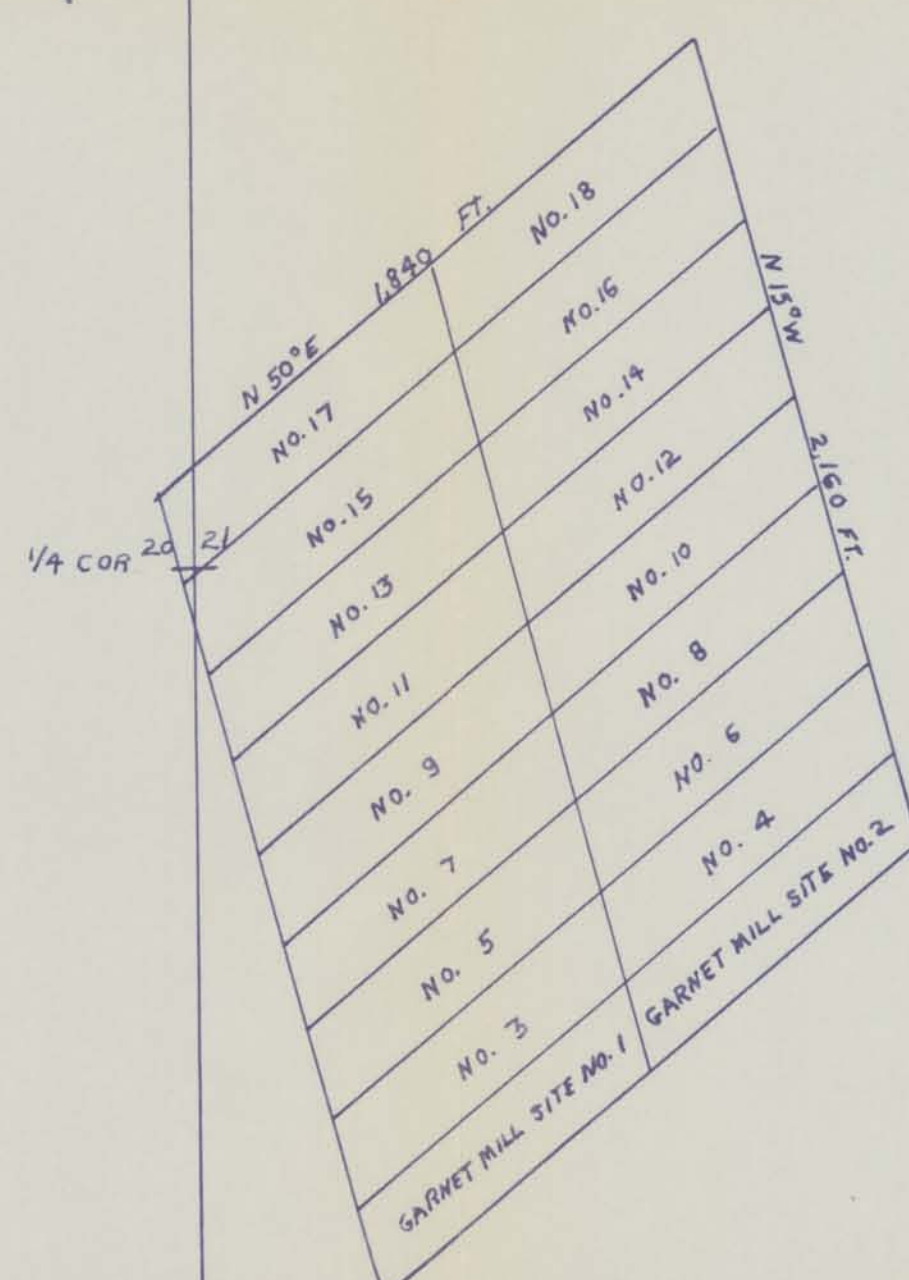 N 50°E 1,840 FT.
NO. 18
NO. 17
NO. 16
N 15°W 2,160 FT.
NO. 15
NO. 14
1/4 COR 20 21
NO. 13
NO. 12
NO. 11
NO. 10
NO. 9
NO. 8
NO. 7
NO. 6
NO. 5
NO. 4
NO. 3
GARNET MILL SITE NO. 2
GARNET MILL SITE NO. 1